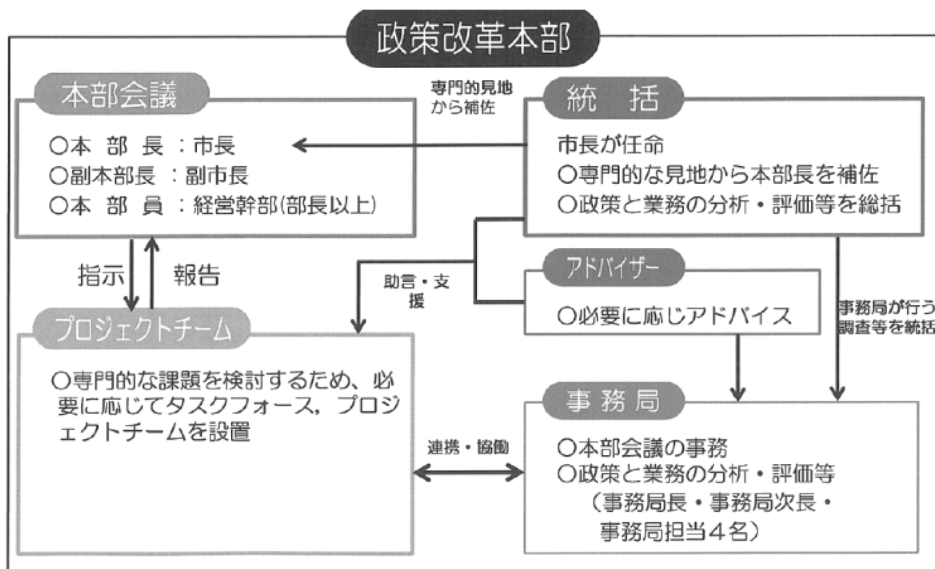 政策改革本部
本部会議
○本 部 長 ：市長
○副本部長：副市長
○本 部 員 ：経営幹部(部長以上)
専門的見地
から補佐
統 括
市長が任命
○専門的な見地から本部長を補佐
○政策と業務の分析・評価等を総括
指示
報告
助言・支
援
アドバイザー
○必要に応じアドバイス
事務局が行う
調査等を統括
プロジェクトチーム
○専門的な課題を検討するため、必
要に応じてタスクフォース，プロジ
ェクトチームを設置
連携・協働
事 務 局
○本部会議の事務
○政策と業務の分析・評価等
（事務局長・事務局次長・
事務局担当４名）